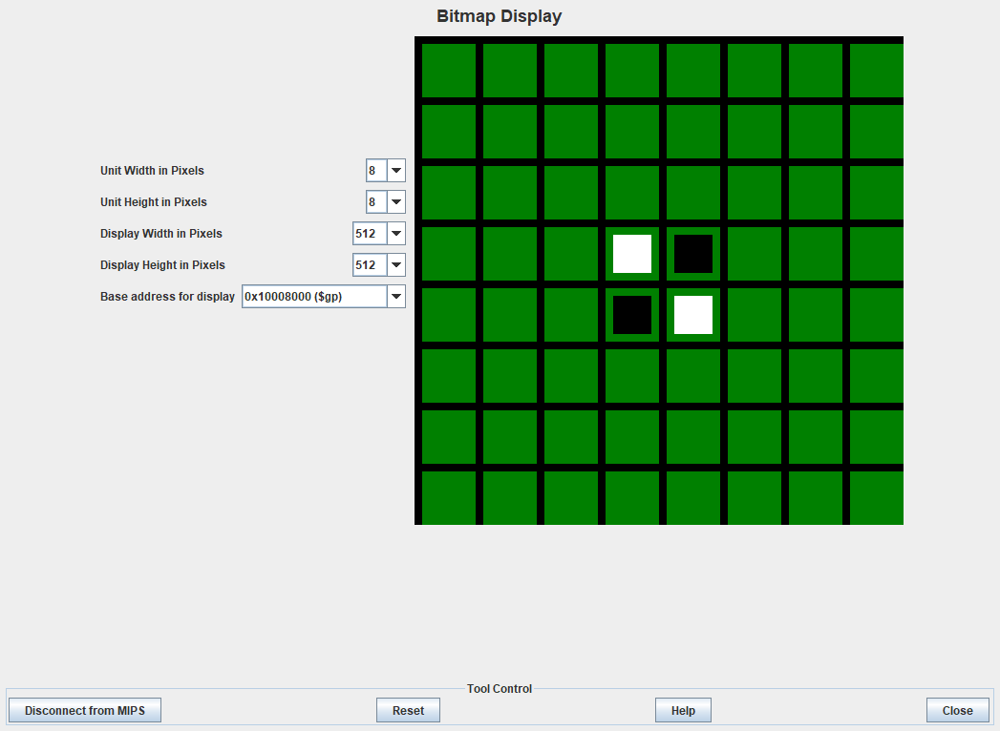 Bitmap Display
Unit Width in Pixels 8
Unit Height in Pixels 8
Display Width in Pixels 512
Display Height in Pixels 512
Base address for display 0x10008000 ($gp)
Tool Control
Disconnect from MIPS Reset Help Close